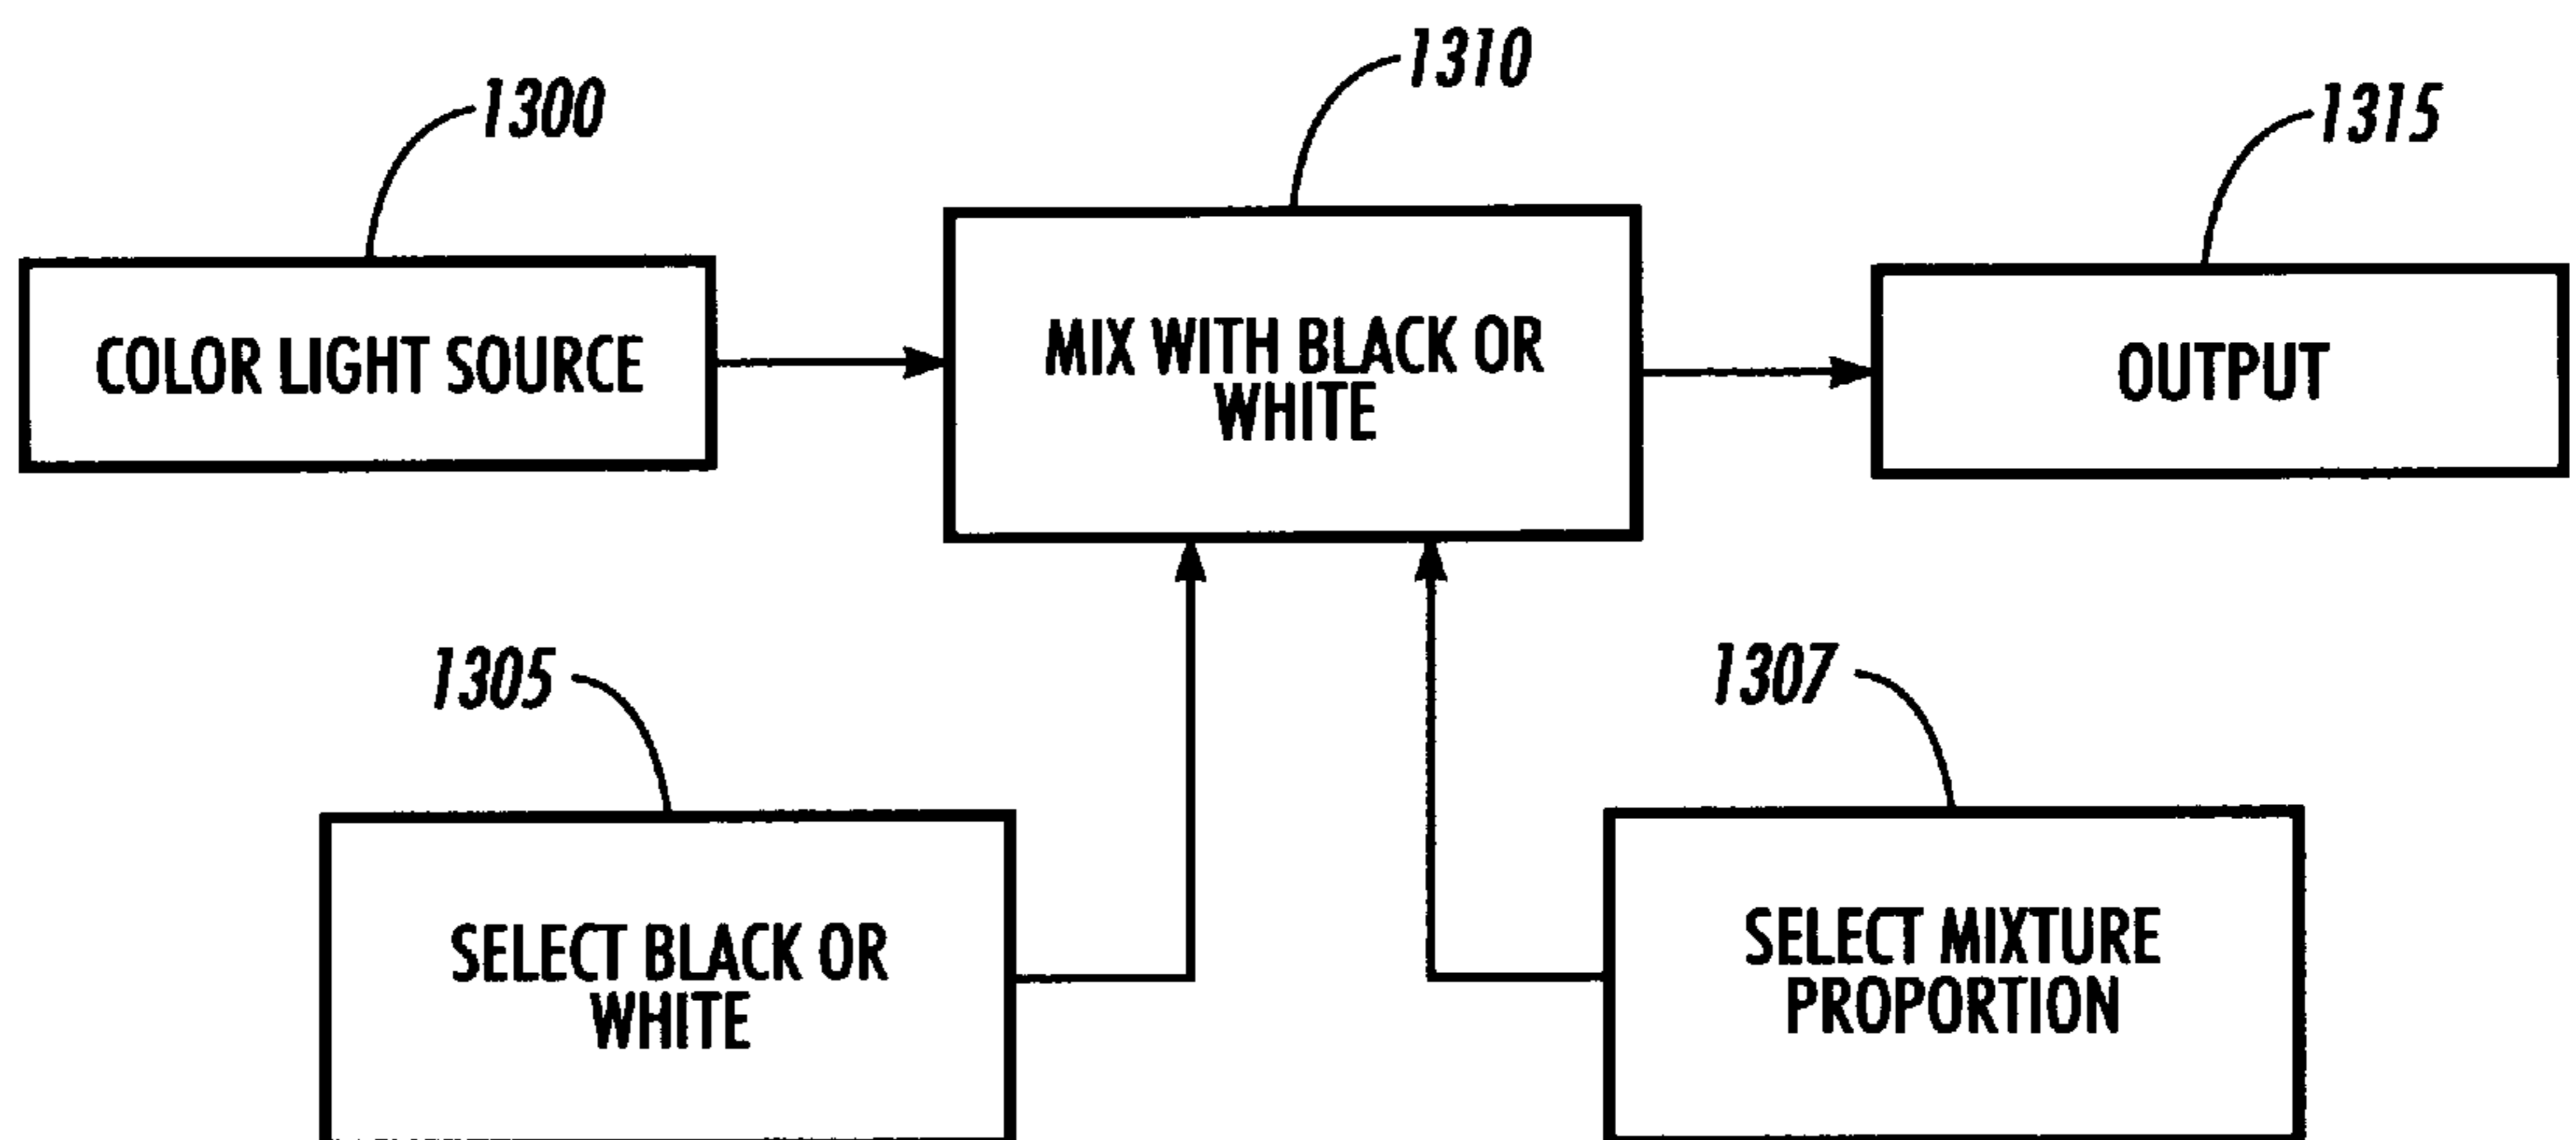 1300
1310
1315
COLOR LIGHT SOURCE
MIX WITH BLACK OR
WHITE
OUTPUT
1305
1307
SELECT BLACK OR
WHITE
SELECT MIXTURE
PROPORTION